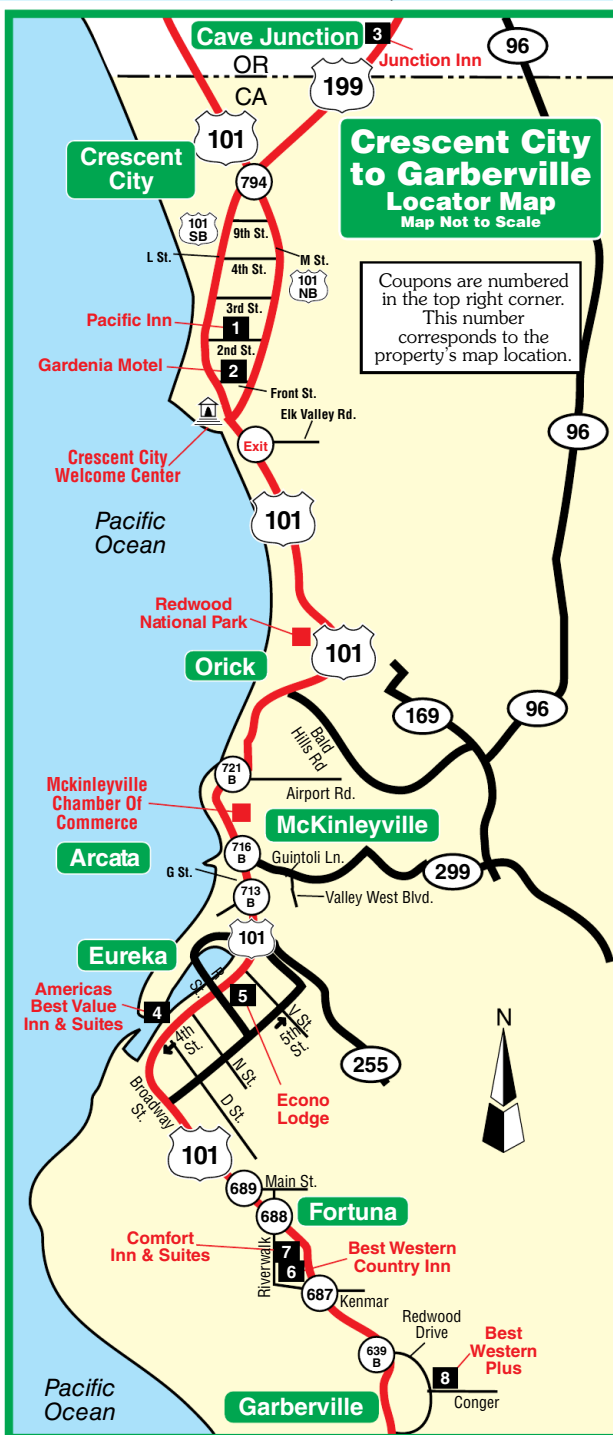 Cave Junction
3
Junction Inn
96
OR
CA
199
101
Crescent
City
Crescent City
to Garberville
Locator Map
Map Not to Scale
794
101
SB
9th St.
L St.
M St.
4th St.
101
NB
Coupons are numbered
in the top right corner.
This number
corresponds to the
property's map location.
3rd St.
Pacific Inn
1
2nd St.
Gardenia Motel
2
Front St.
Elk Valley Rd.
Exit
96
Crescent City
Welcome Center
Pacific
Ocean
101
Redwood
National Park
101
Orick
169
96
Bald
Hills Rd
721
B
Airport Rd.
Mckinleyville
Chamber Of
Commerce
McKinleyville
716
B
Arcata
Guintoli Ln.
299
G St.
713
B
Valley West Blvd.
101
Eureka
R
St.
Americas
Best Value
Inn & Suites
4
5
V St.
5th
St.
4th
St.
N
N St.
255
Econo
Lodge
Broadway
St.
D St.
101
689
Main St.
688
Fortuna
Comfort
Inn & Suites
7
Riverwalk
6
Best Western
Country Inn
687
Kenmar
Redwood
Drive
639
B
Best
Western
Plus
8
Conger
Pacific
Ocean
Garberville